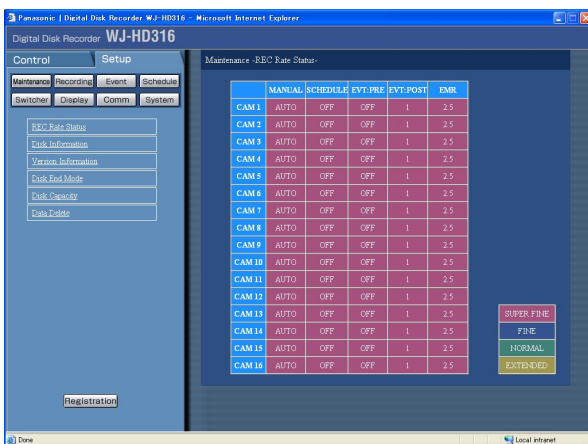 Panasonic | Digital Disk Recorder WJ-HD316 - Microsoft Internet Explorer
Digital Disk Recorder WJ-HD316
Control Setup
Maintenance Recording Event Schedule
Switcher Display Comm System
REC Rate Status
Disk Information
Version Information
Disk End Mode
Disk Capacity
Data Delete
Registration
Maintenance -REC Rate Status-
MANUAL SCHEDULE EVT:PRE EVT:POST EMR
CAM 1 AUTO OFF OFF 1 2.5
CAM 2 AUTO OFF OFF 1 2.5
CAM 3 AUTO OFF OFF 1 2.5
CAM 4 AUTO OFF OFF 1 2.5
CAM 5 AUTO OFF OFF 1 2.5
CAM 6 AUTO OFF OFF 1 2.5
CAM 7 AUTO OFF OFF 1 2.5
CAM 8 AUTO OFF OFF 1 2.5
CAM 9 AUTO OFF OFF 1 2.5
CAM 10 AUTO OFF OFF 1 2.5
CAM 11 AUTO OFF OFF 1 2.5
CAM 12 AUTO OFF OFF 1 2.5
CAM 13 AUTO OFF OFF 1 2.5
CAM 14 AUTO OFF OFF 1 2.5
CAM 15 AUTO OFF OFF 1 2.5
CAM 16 AUTO OFF OFF 1 2.5
SUPER FINE
FINE
NORMAL
EXTENDED
Done
Local intranet